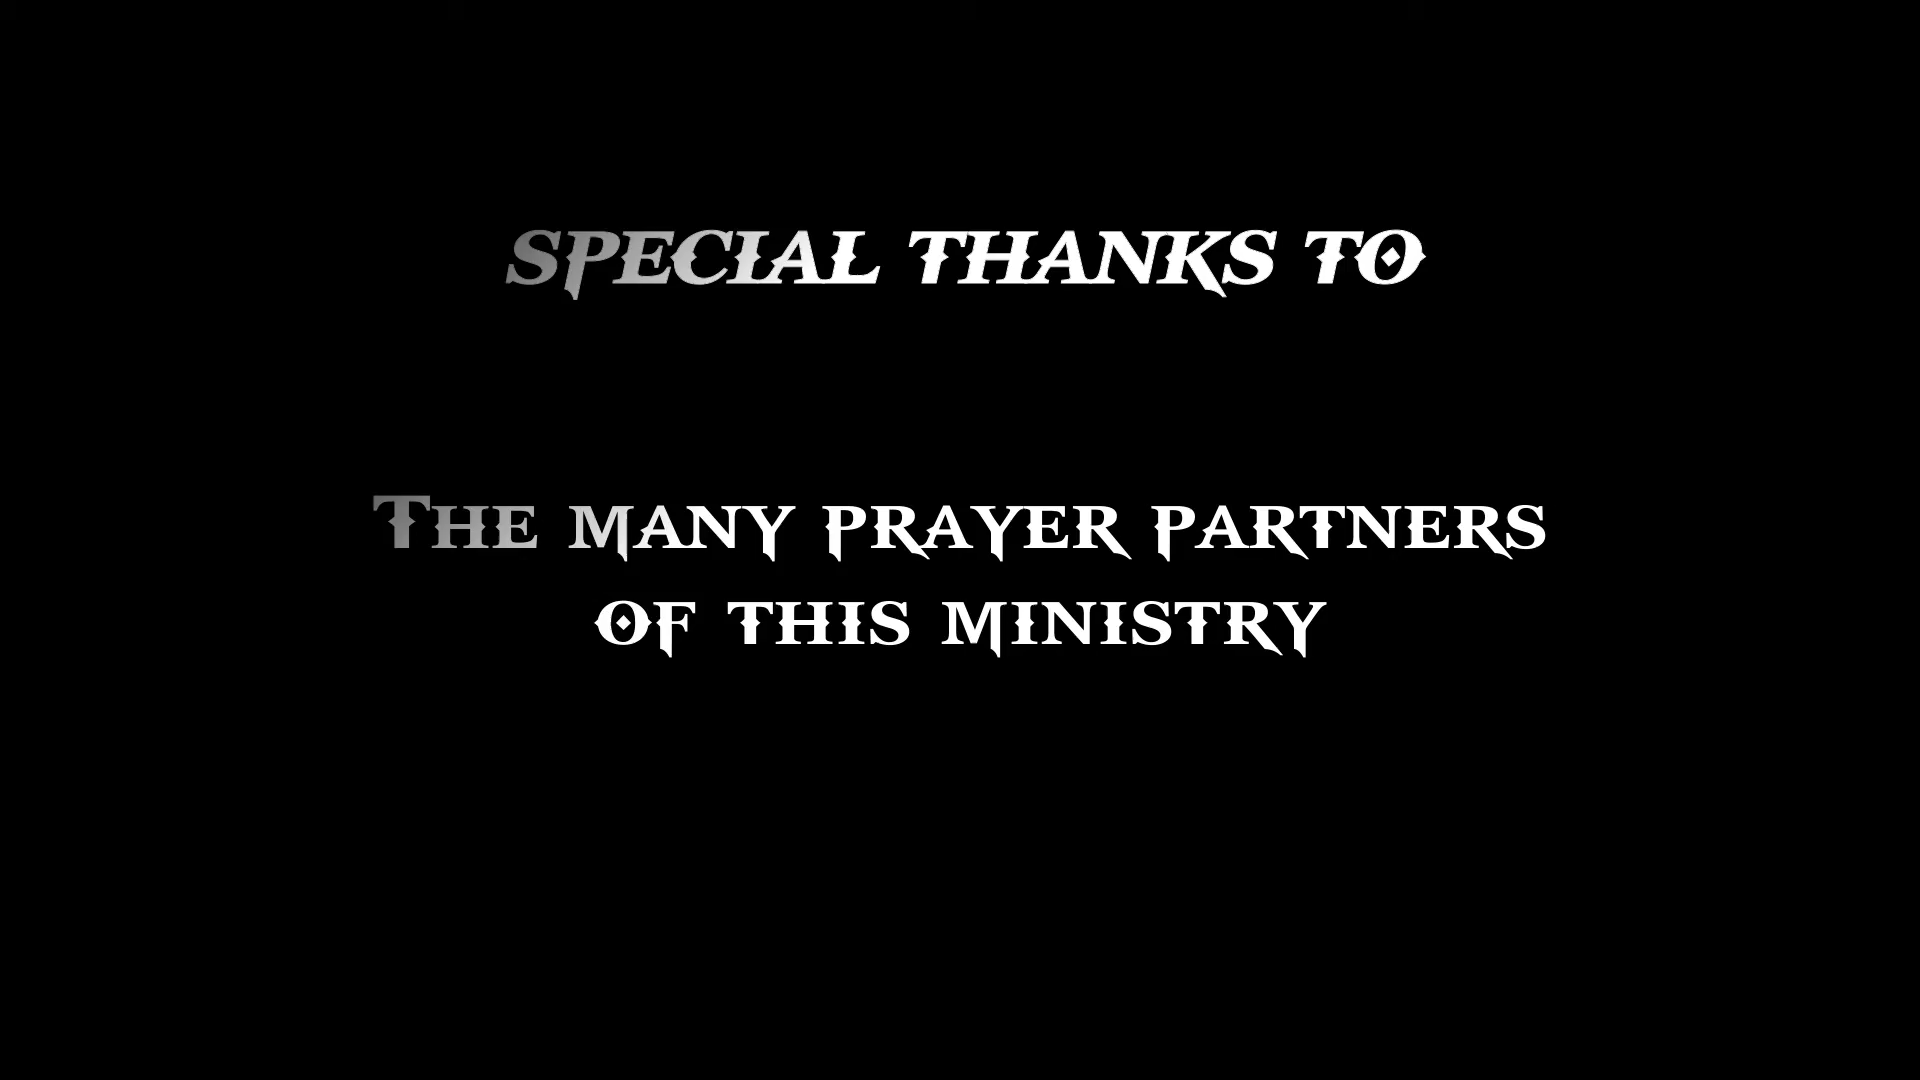 SPECIAL THANKS TO
THE MANY PRAYER PARTNERS
OF THIS MINISTRY